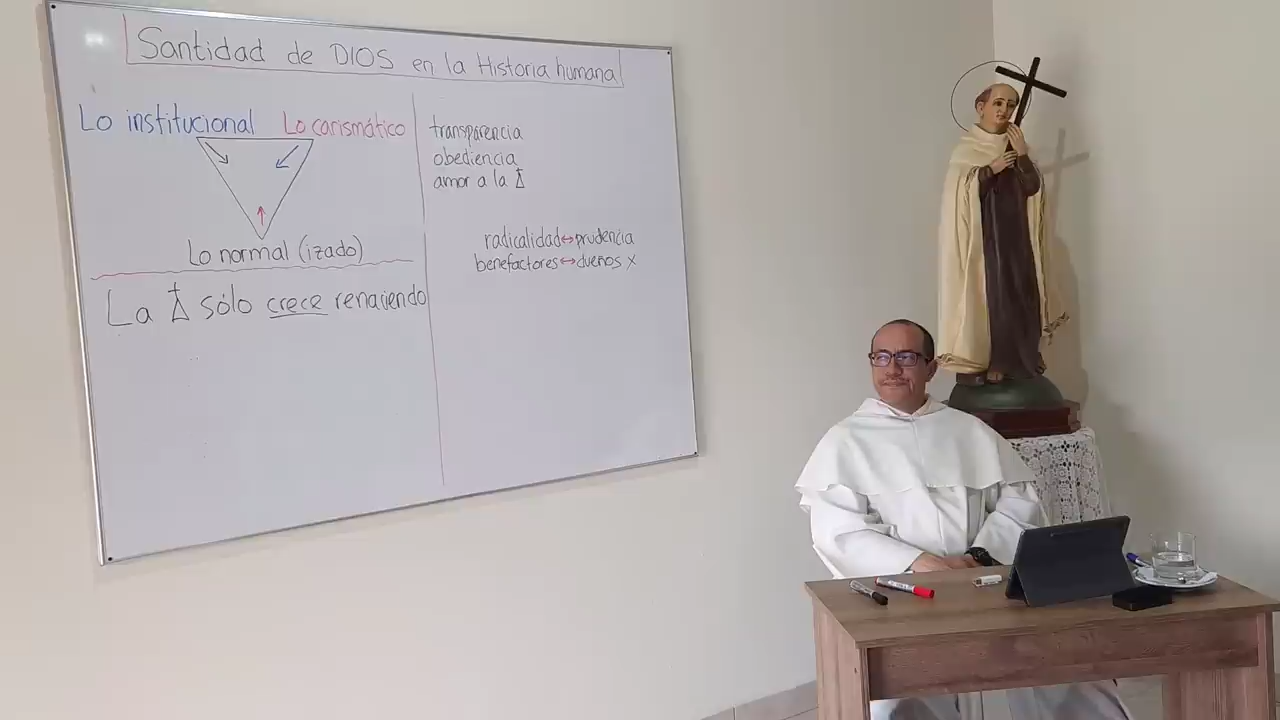 Santidad de DIOS en la Historia humana
Lo institucional
Lo carismático
Lo normal (izado)
La sólo crece renaciendo
transparencia
obediencia
amor a la
radicalidad ↔ prudencia
benefactores ↔ dueños x